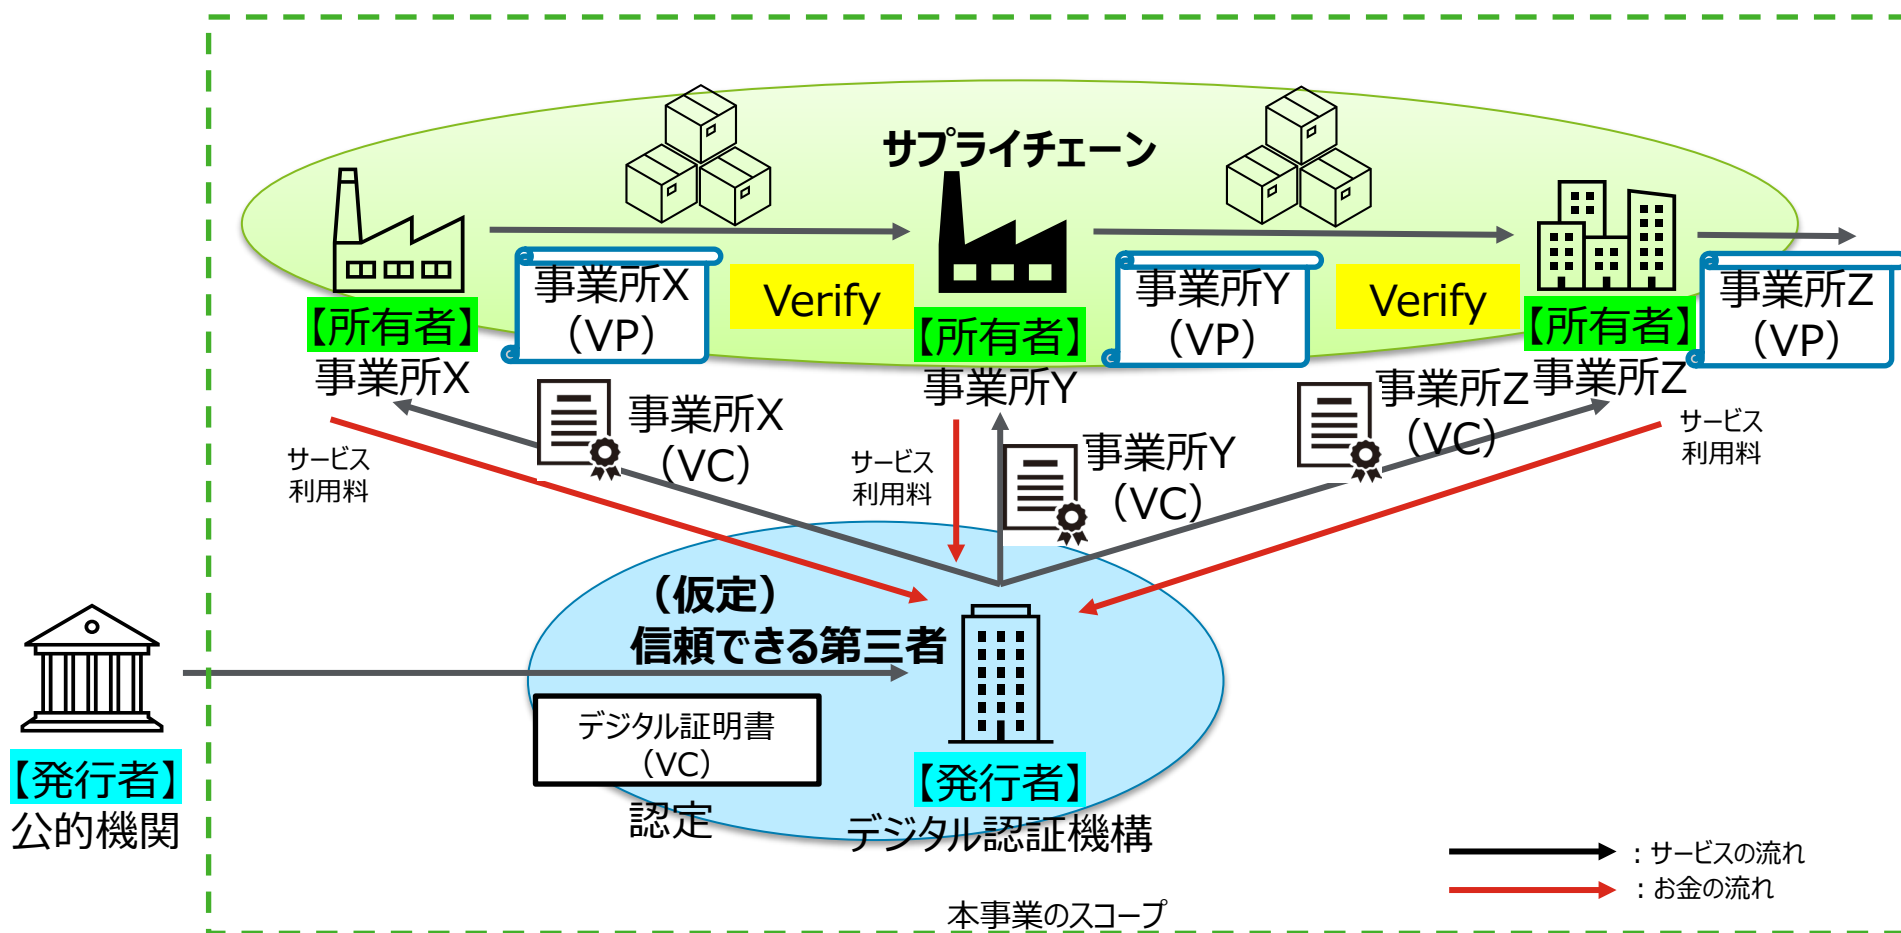 サプライチェーン
事業所X
（VP）
Verify
事業所Y
（VP）
Verify
事業所Z
（VP）
【所有者】
事業所X
【所有者】
事業所Y
【所有者】
事業所Z
事業所X
（VC）
事業所Y
（VC）
事業所Z
（VC）
サービス
利用料
サービス
利用料
サービス
利用料
（仮定）
信頼できる第三者
デジタル証明書
（VC）
認定
【発行者】
公的機関
【発行者】
デジタル認証機構
：サービスの流れ
：お金の流れ
本事業のスコープ